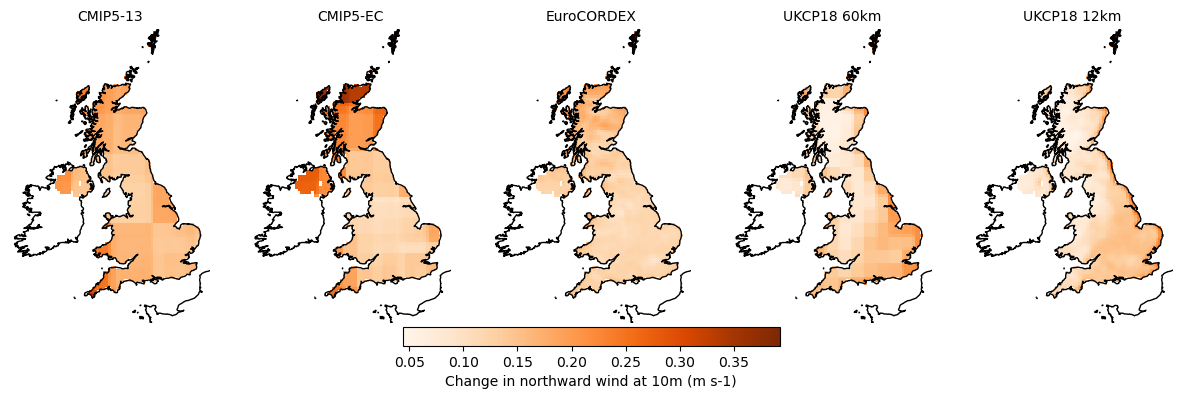 CMIP5-13
CMIP5-EC
EuroCORDEX
UKCP18 60km
UKCP18 12km
0.05 0.10 0.15 0.20 0.25 0.30 0.35
Change in northward wind at 10m (m s-1)